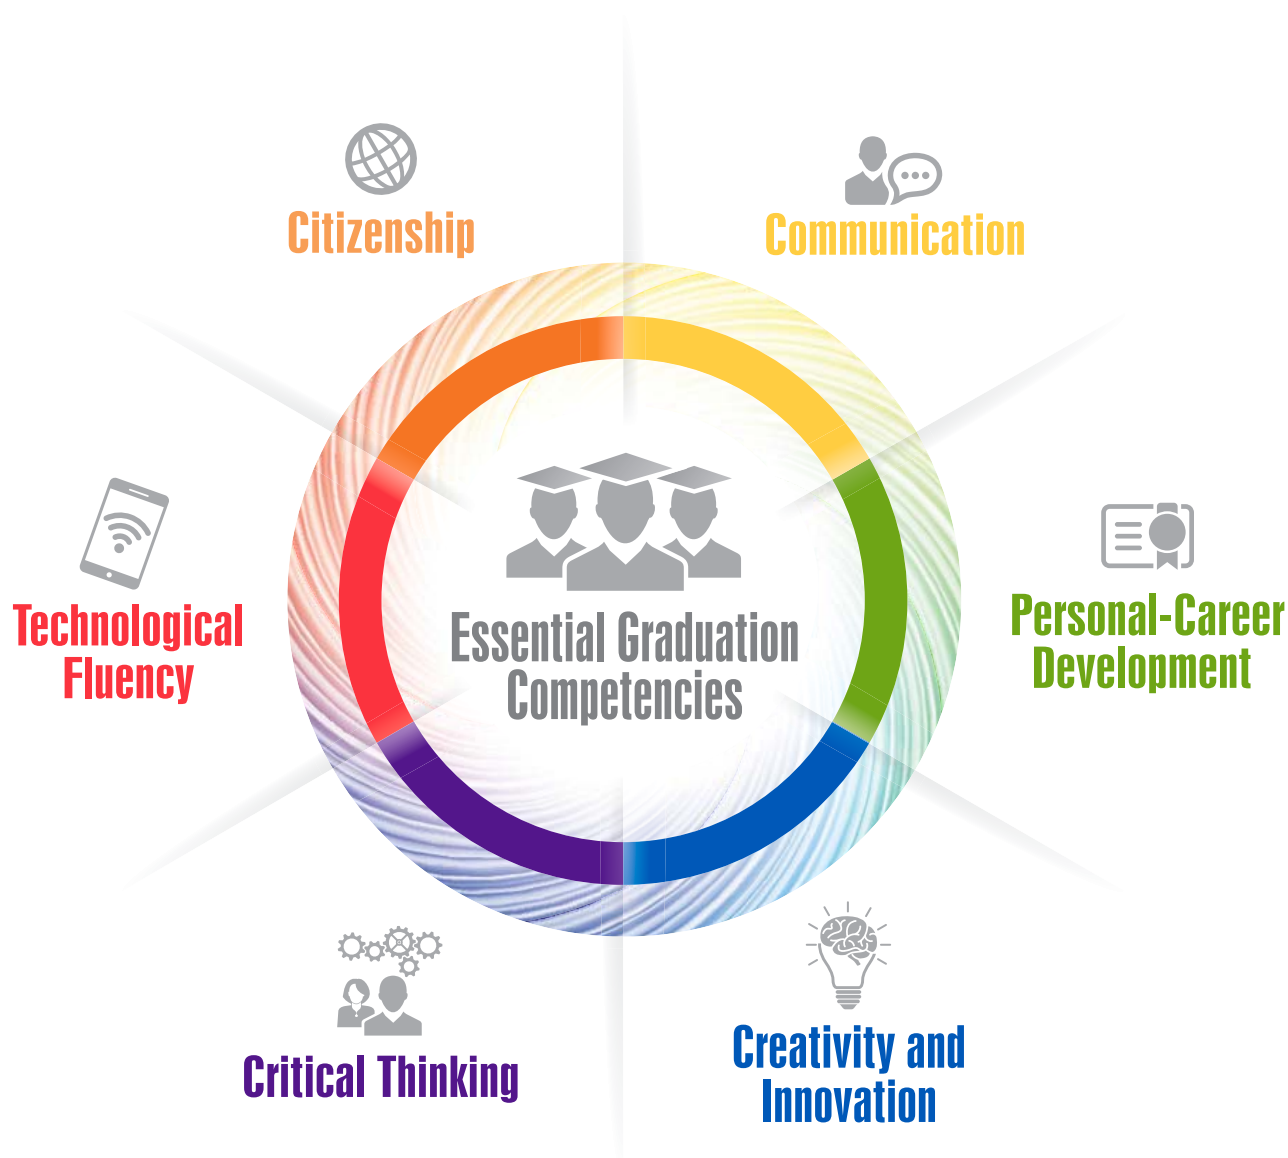 Citizenship
Communication
Technological
Fluency
Essential Graduation
Competencies
Personal-Career
Development
Critical Thinking
Creativity and
Innovation